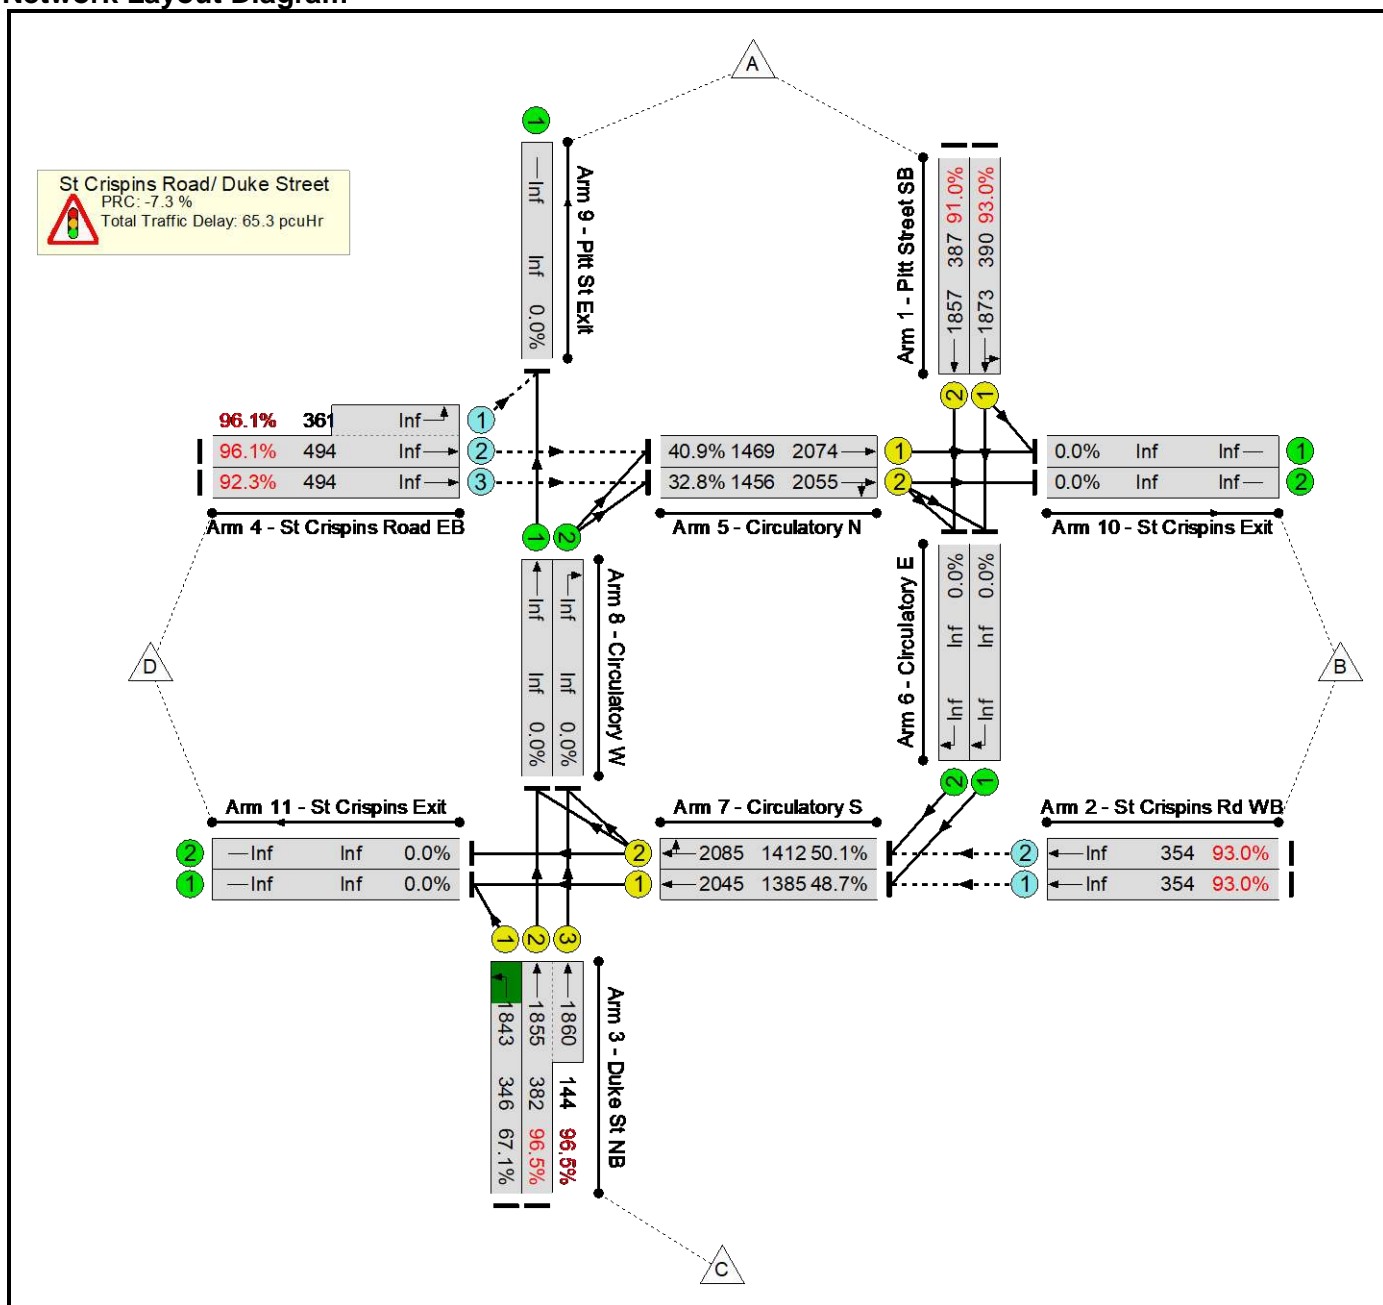 Network Layout Diagram
A
1
Inf
Inf
0.0%
Arm 9 - Pitt St Exit
St Crispins Road/ Duke Street
PRC: -7.3 %
Total Traffic Delay: 65.3 pcuHr
Arm 1 - Pitt Street SB
1857 387 91.0%
1873 390 93.0%
2
1
96.1% 361 Inf
1
96.1% 494 Inf
2
92.3% 494 Inf
3
Arm 4 - St Crispins Road EB
40.9% 1469 2074
1
32.8% 1456 2055
2
Arm 5 - Circulatory N
0.0% Inf Inf
1
0.0% Inf Inf
2
Arm 10 - St Crispins Exit
1
2
Inf Inf 0.0%
Inf Inf 0.0%
Arm 8 - Circulatory W
Arm 6 - Circulatory E
Inf Inf 0.0%
Inf Inf 0.0%
2
1
D
B
Arm 11 - St Crispins Exit
2
Inf Inf 0.0%
1
Inf Inf 0.0%
Arm 7 - Circulatory S
2
2085 1412 50.1%
1
2045 1385 48.7%
Arm 2 - St Crispins Rd WB
2
Inf 354 93.0%
1
Inf 354 93.0%
1
2
3
1843 346 67.1%
1855 382 96.5%
1860 144 96.5%
Arm 3 - Duke St NB
C